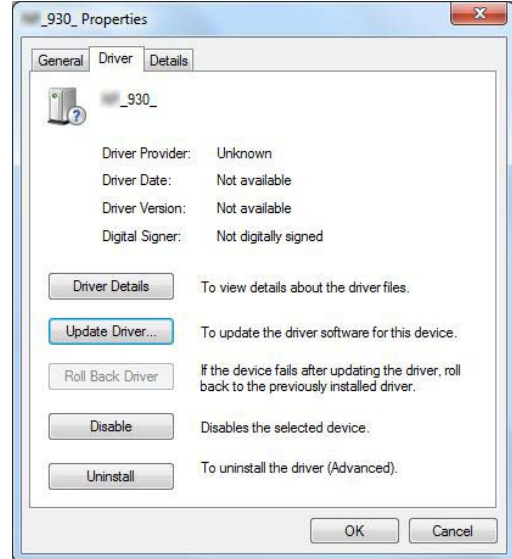 _930_ Properties
General Driver Details
_930_
Driver Provider: Unknown
Driver Date: Not available
Driver Version: Not available
Digital Signer: Not digitally signed
Driver Details To view details about the driver files.
Update Driver... To update the driver software for this device.
Roll Back Driver If the device fails after updating the driver, roll
back to the previously installed driver.
Disable Disables the selected device.
Uninstall To uninstall the driver (Advanced).
OK Cancel